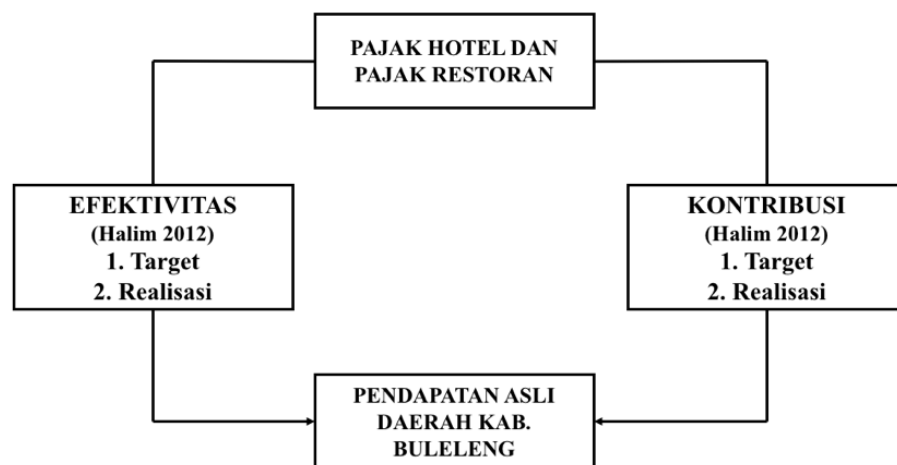 PAJAK HOTEL DAN
PAJAK RESTORAN
EFEKTIVITAS
(Halim 2012)
1. Target
2. Realisasi
KONTRIBUSI
(Halim 2012)
1. Target
2. Realisasi
PENDAPATAN ASLI
DAERAH KAB.
BULELENG